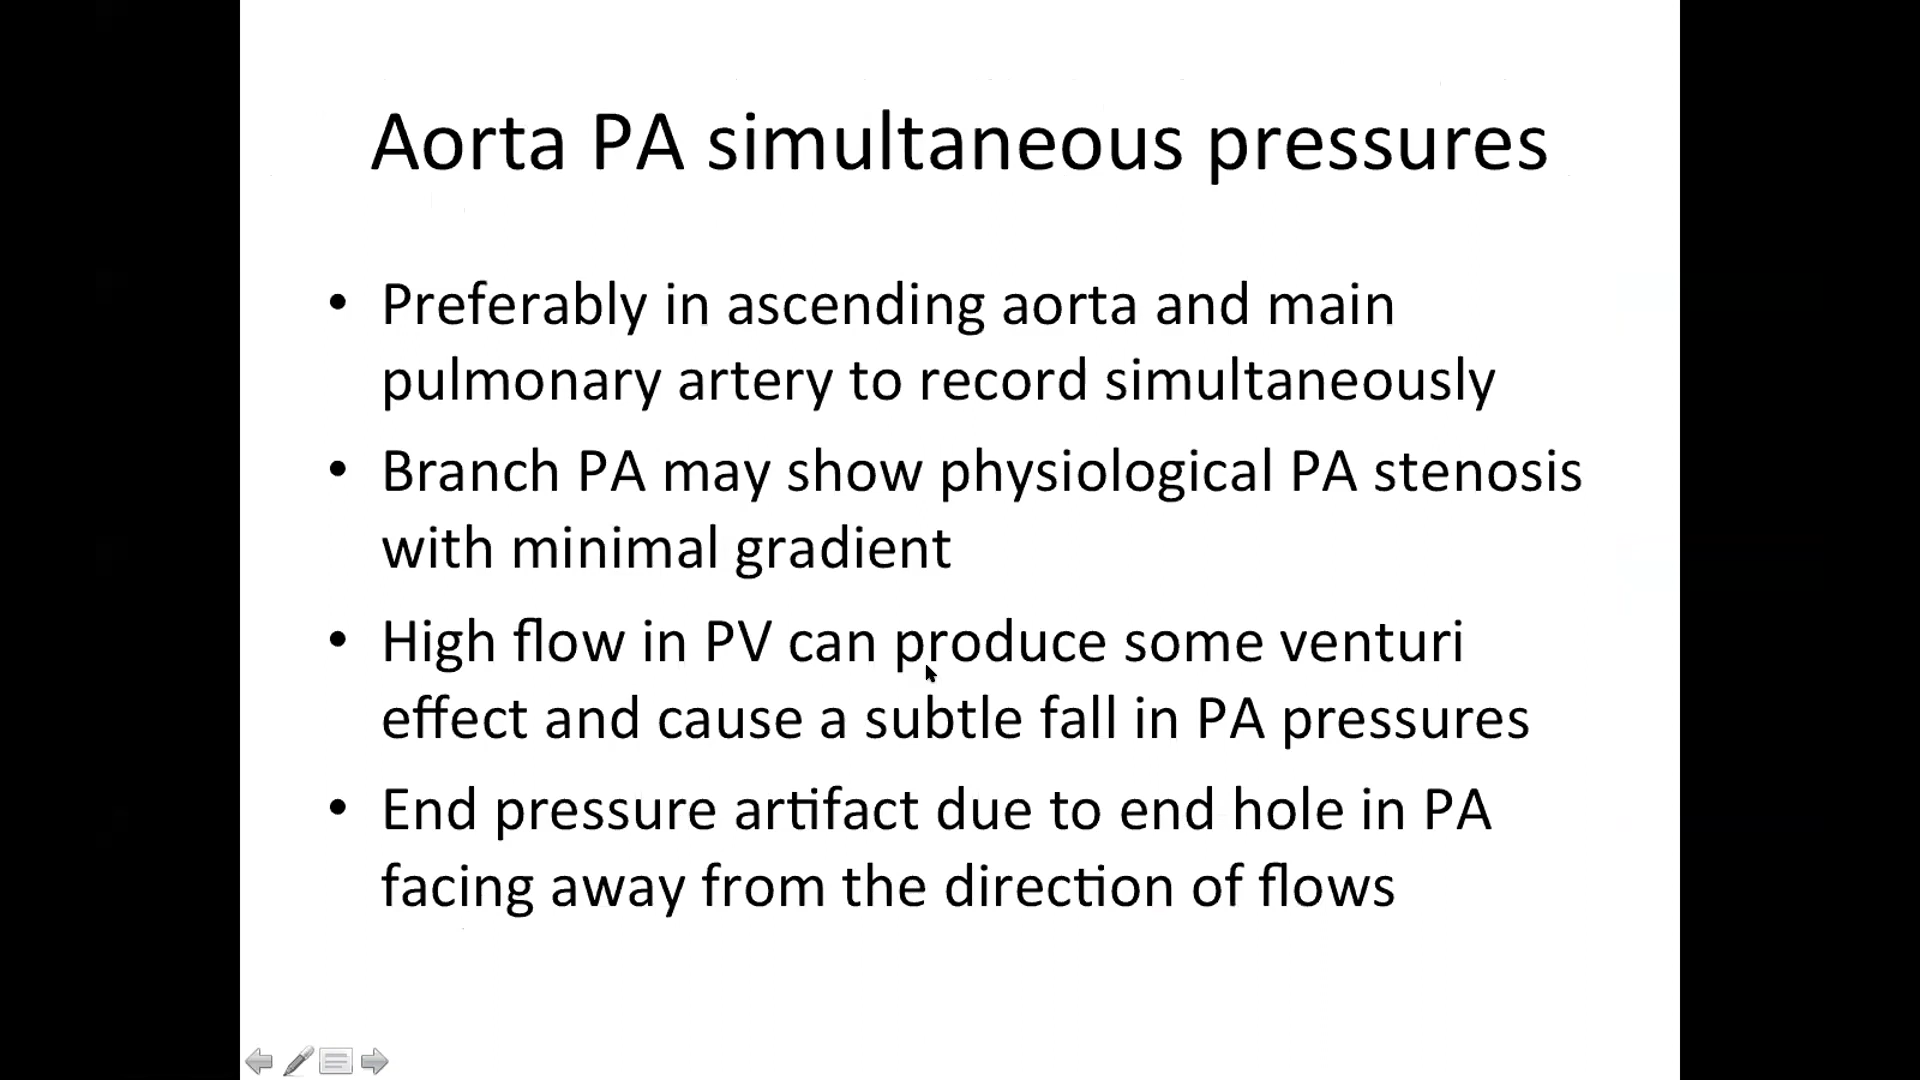 Aorta PA simultaneous pressures
• Preferably in ascending aorta and main
pulmonary artery to record simultaneously
• Branch PA may show physiological PA stenosis
with minimal gradient
• High flow in PV can produce some venturi
effect and cause a subtle fall in PA pressures
• End pressure artifact due to end hole in PA
facing away from the direction of flows